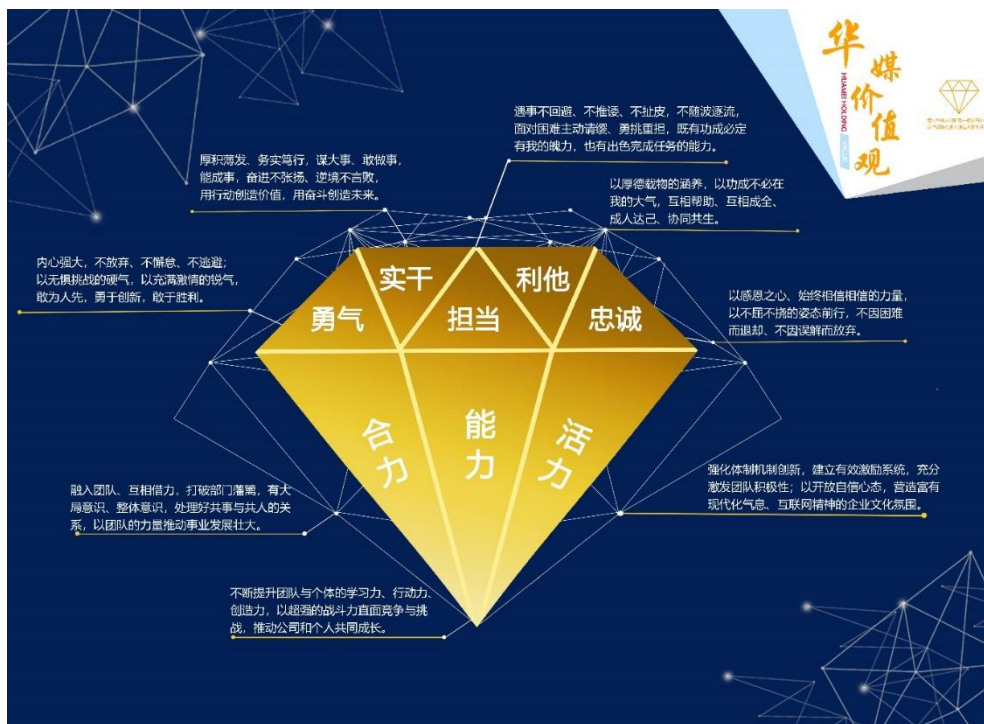 华媒价值观
HUAMEI HOLDING
遇事不回避、不推诿、不扯皮，不随波逐流，
面对困难主动请缨、勇挑重担，既有功成必定
有我的魄力，也有出色完成任务的能力。
厚积薄发、务实笃行，谋大事、敢做事，
能成事，奋进不张扬、逆境不言败，
用行动创造价值，用奋斗创造未来。
以厚德载物的涵养，以功成不必在
我的大气，互相帮助、互相成全、
成人达己、协同共生。
内心强大，不放弃、不懈怠、不逃避；
以无惧挑战的硬气，以充满激情的锐气，
敢为人先，勇于创新，敢于胜利。
以感恩之心、始终相信相信的力量，
以不屈不挠的姿态前行，不因困难
而退却、不因误解而放弃。
实干
利他
勇气
担当
忠诚
合力
能力
活力
融入团队、互相借力，打破部门藩篱，有大
局意识、整体意识，处理好共事与共人的关
系，以团队的力量推动事业发展壮大。
强化体制机制创新，建立有效激励系统，充分
激发团队积极性；以开放自信心态，营造富有
现代化气息、互联网精神的企业文化氛围。
不断提升团队与个体的学习力、行动力、
创造力，以超强的战斗力直面竞争与挑
战，推动公司和个人共同成长。